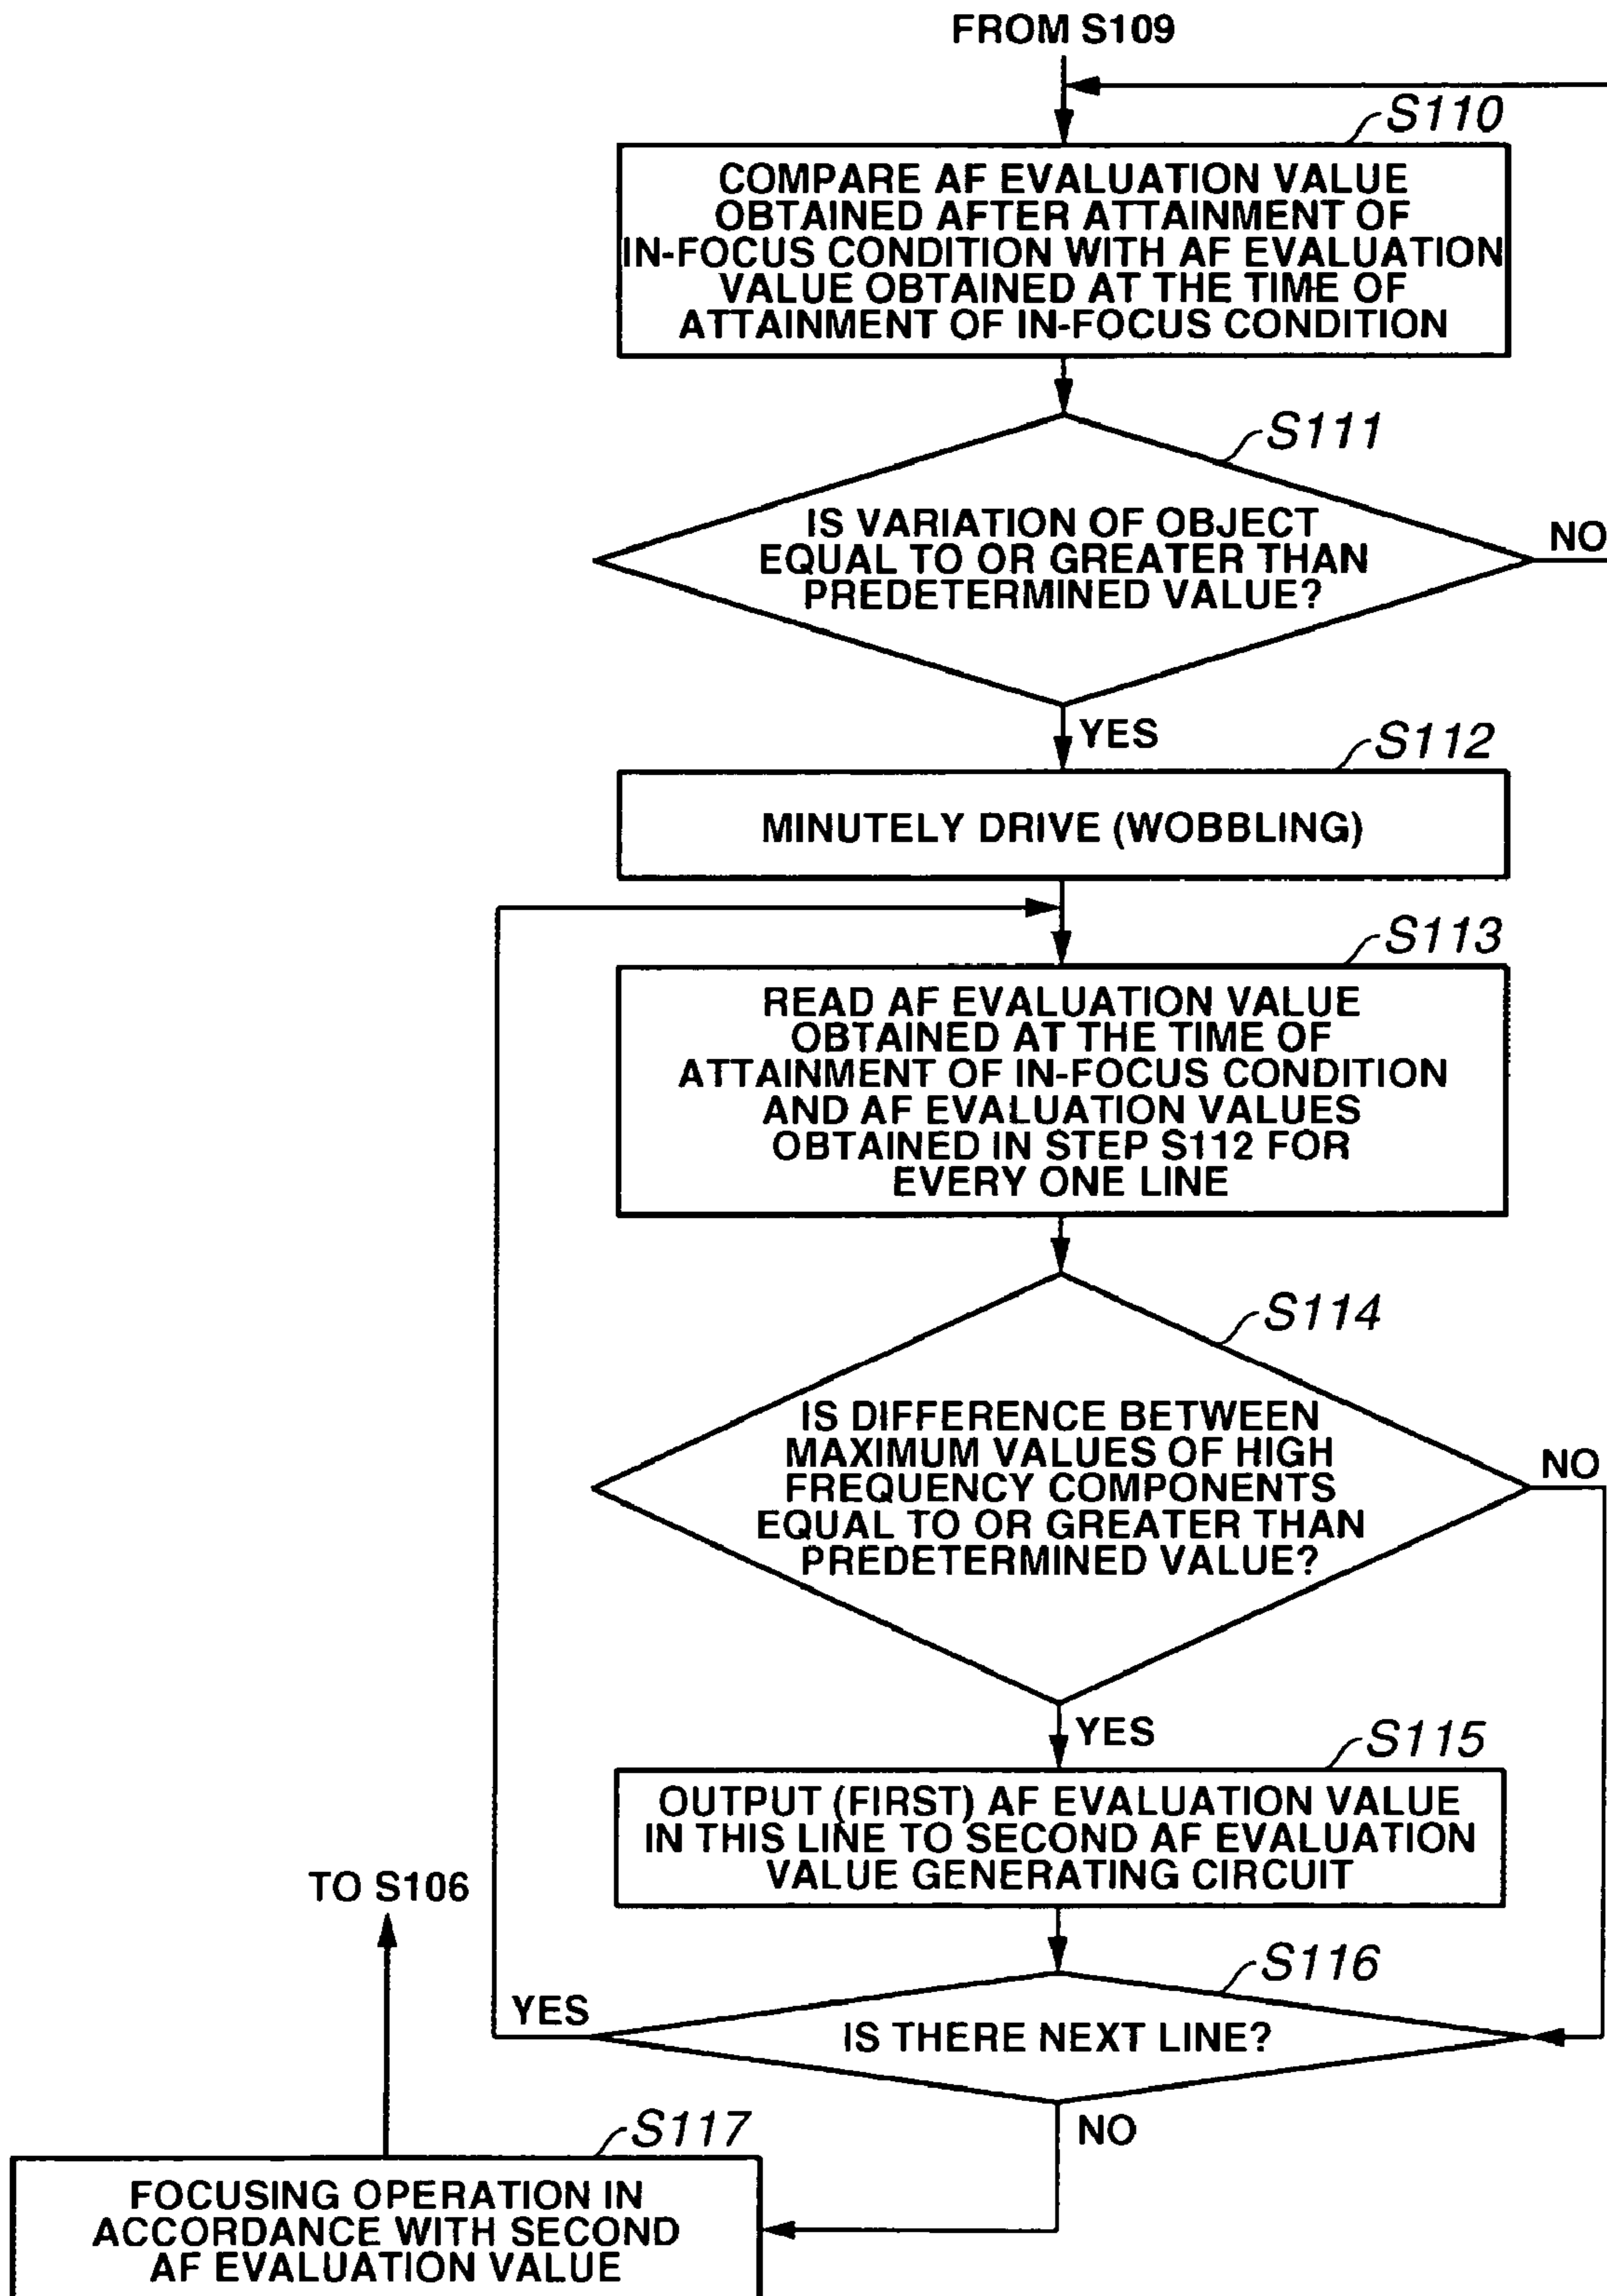 FROM S109
S110
COMPARE AF EVALUATION VALUE
OBTAINED AFTER ATTAINMENT OF
IN-FOCUS CONDITION WITH AF EVALUATION
VALUE OBTAINED AT THE TIME OF
ATTAINMENT OF IN-FOCUS CONDITION
S111
IS VARIATION OF OBJECT
EQUAL TO OR GREATER THAN
PREDETERMINED VALUE?
NO
YES
S112
MINUTELY DRIVE (WOBBLING)
S113
READ AF EVALUATION VALUE
OBTAINED AT THE TIME OF
ATTAINMENT OF IN-FOCUS CONDITION
AND AF EVALUATION VALUES
OBTAINED IN STEP S112 FOR
EVERY ONE LINE
S114
IS DIFFERENCE BETWEEN
MAXIMUM VALUES OF HIGH
FREQUENCY COMPONENTS
EQUAL TO OR GREATER THAN
PREDETERMINED VALUE?
NO
YES
S115
OUTPUT (FIRST) AF EVALUATION VALUE
IN THIS LINE TO SECOND AF EVALUATION
VALUE GENERATING CIRCUIT
TO S106
S116
YES
IS THERE NEXT LINE?
NO
S117
FOCUSING OPERATION IN
ACCORDANCE WITH SECOND
AF EVALUATION VALUE